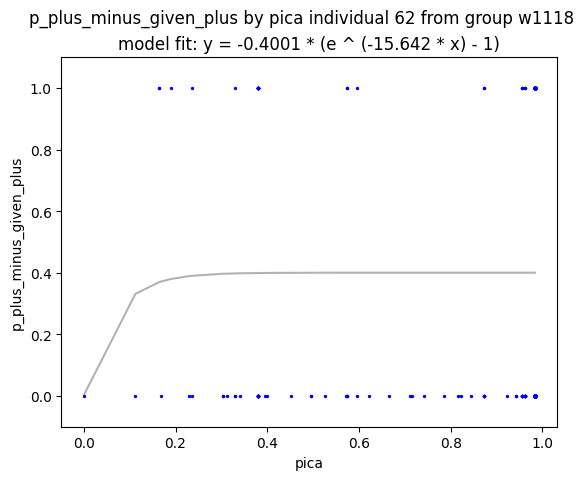 p_plus_minus_given_plus by pica individual 62 from group w1118
model fit: y = -0.4001 * (e ^ (-15.642 * x) - 1)
1.0
0.8
0.6
0.4
0.2
0.0
p_plus_minus_given_plus
0.0 0.2 0.4 0.6 0.8 1.0
pica